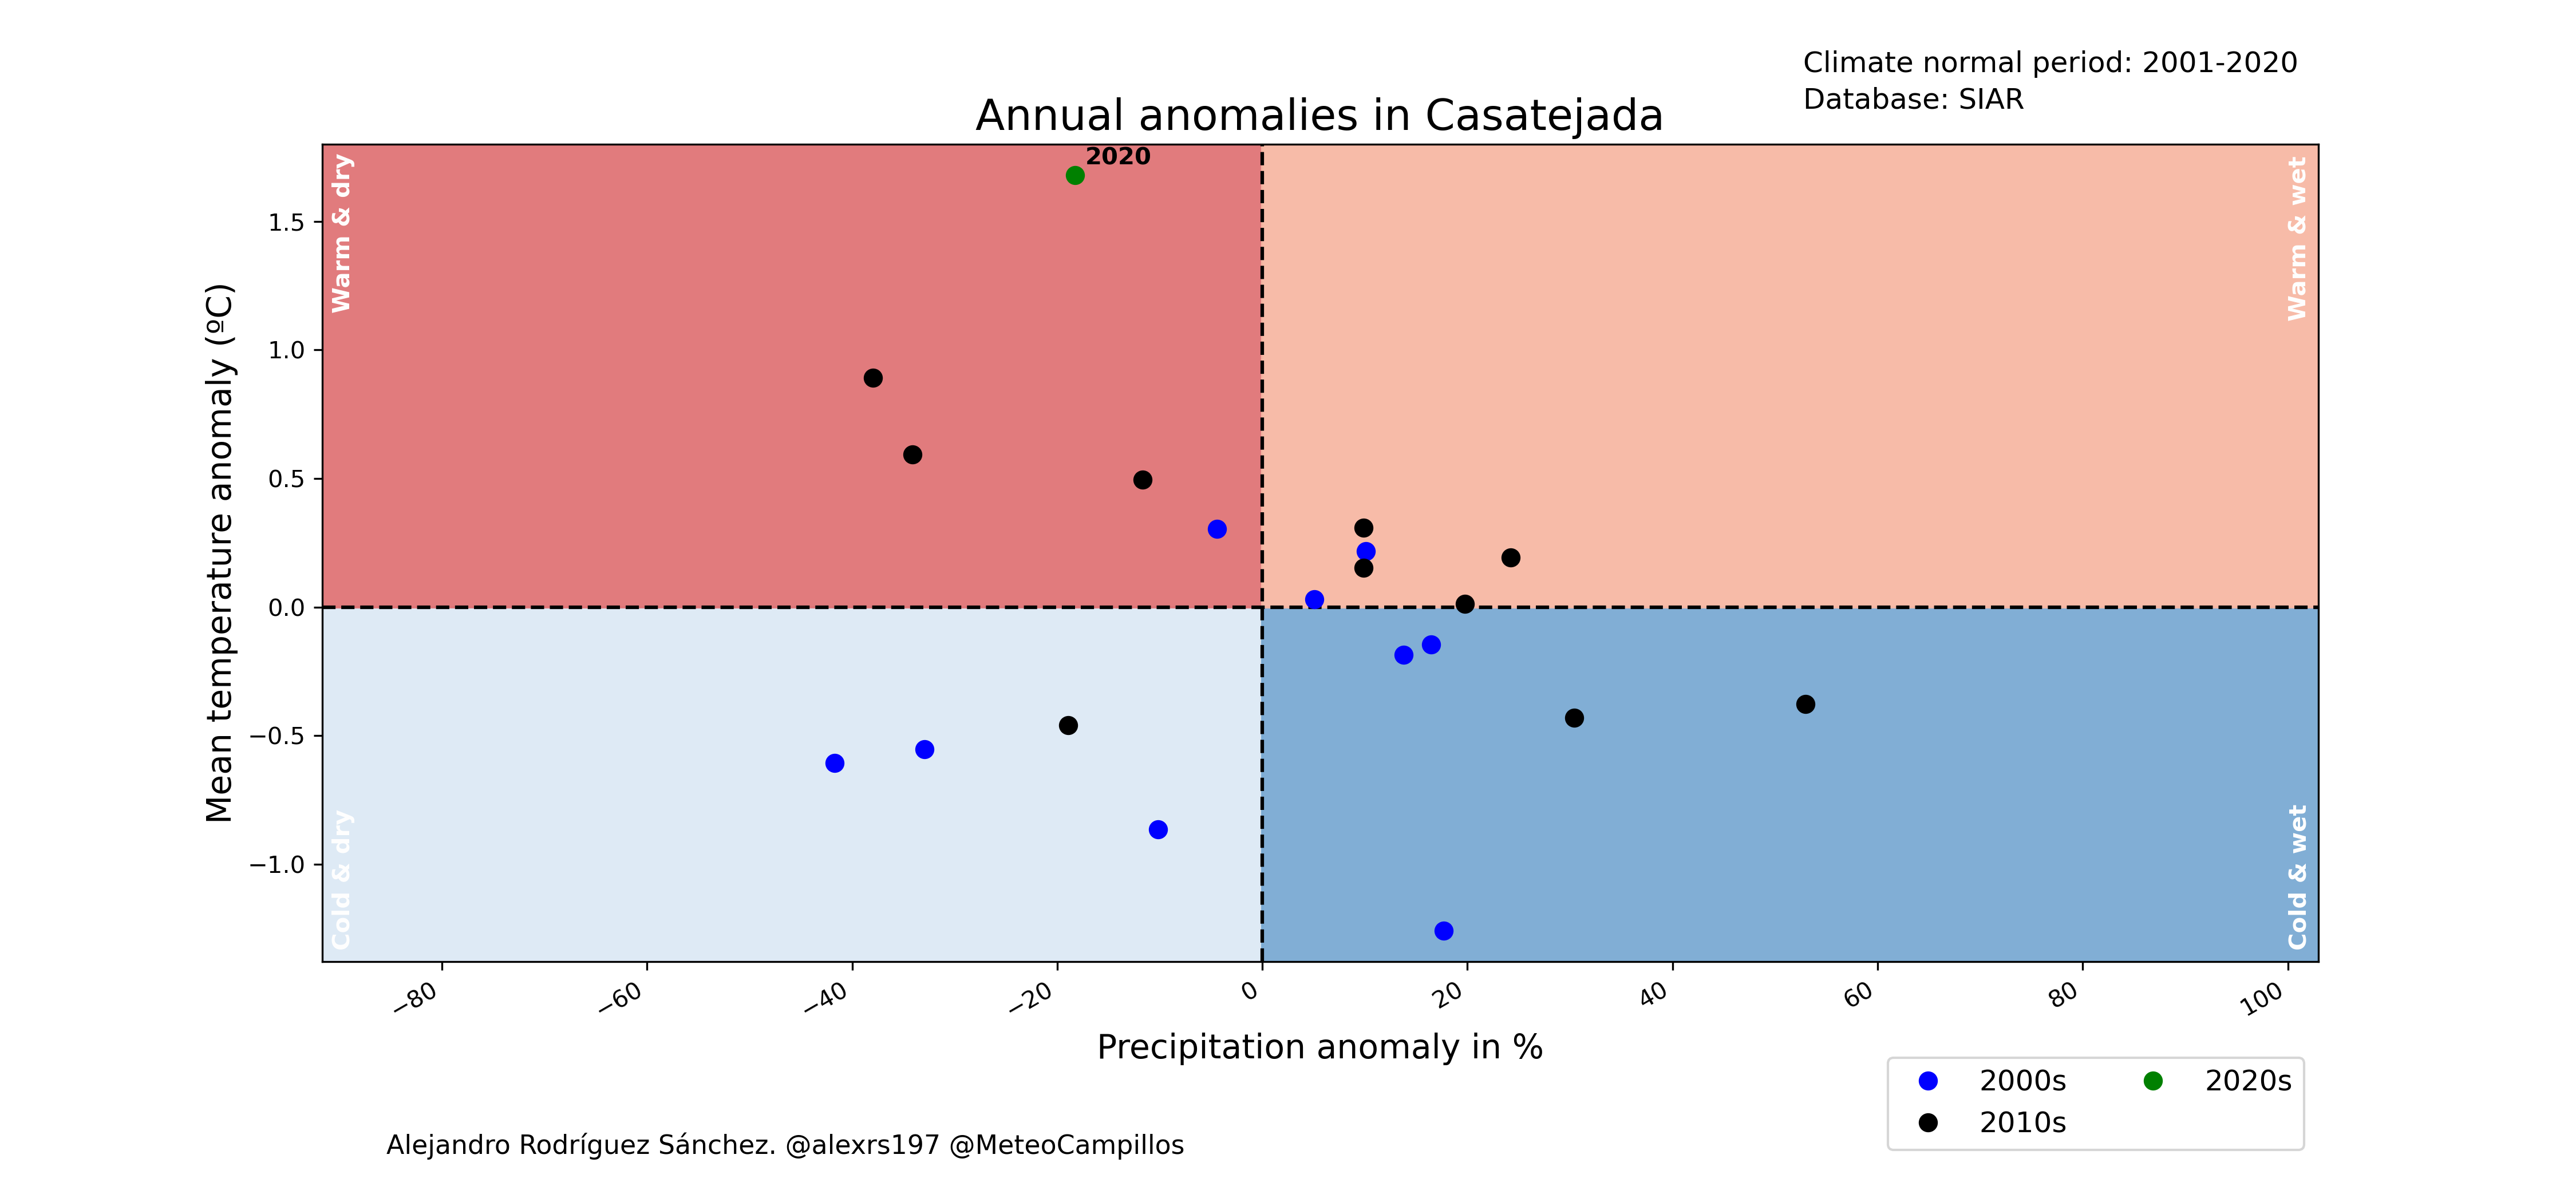 Climate normal period: 2001-2020
Database: SIAR
Annual anomalies in Casatejada
Warm & dry
2020
Warm & wet
1.5
1.0
0.5
0.0
−0.5
−1.0
Mean temperature anomaly (ºC)
Cold & dry
Cold & wet
−80
−60
−40
−20
0
20
40
60
80
100
Precipitation anomaly in %
2000s
2010s
2020s
Alejandro Rodríguez Sánchez. @alexrs197 @MeteoCampillos